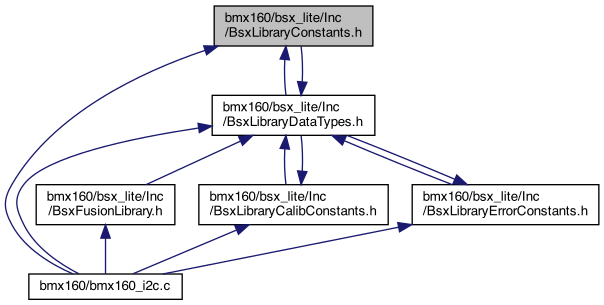 bmx160/bsx_lite/Inc
/BsxLibraryConstants.h
bmx160/bsx_lite/Inc
/BsxLibraryDataTypes.h
bmx160/bsx_lite/Inc
/BsxFusionLibrary.h
bmx160/bsx_lite/Inc
/BsxLibraryCalibConstants.h
bmx160/bsx_lite/Inc
/BsxLibraryErrorConstants.h
bmx160/bmx160_i2c.c